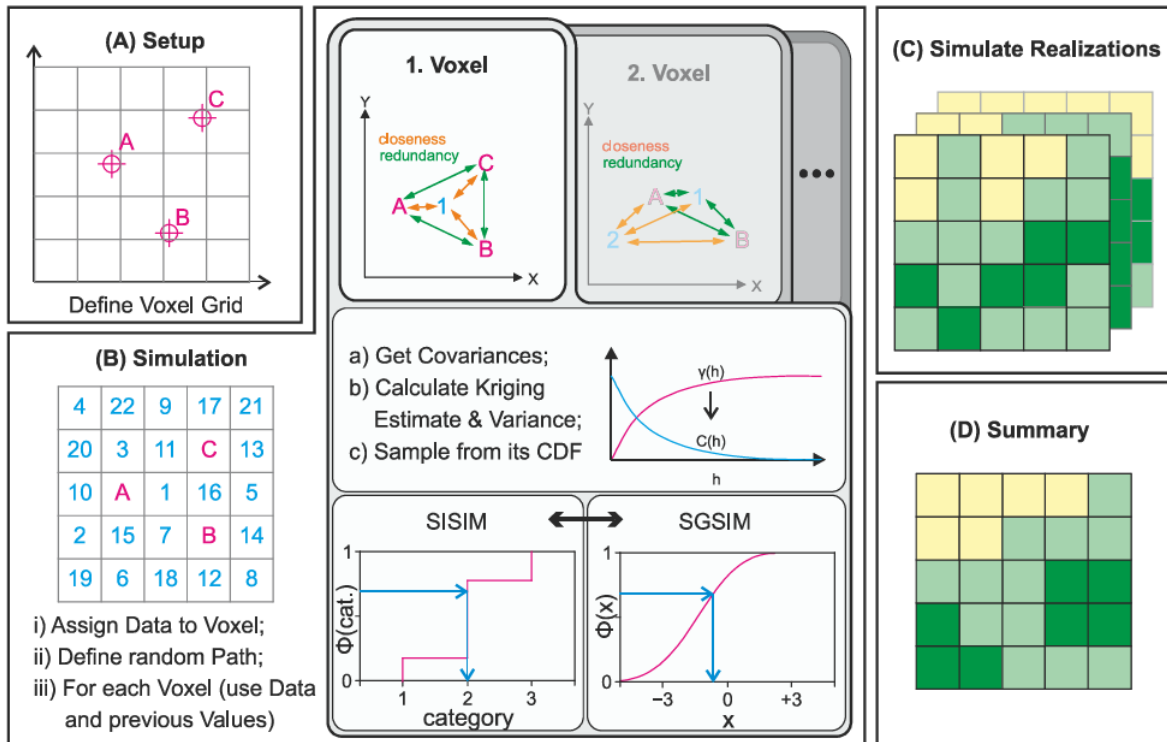 (A) Setup
C
A
B
Define Voxel Grid
(B) Simulation
4 22 9 17 21
20 3 11 C 13
10 A 1 16 5
2 15 7 B 14
19 6 18 12 8
i) Assign Data to Voxel;
ii) Define random Path;
iii) For each Voxel (use Data
and previous Values)
1. Voxel
Y
closeness
redundancy
C
A 1
B
X
2. Voxel
Y
closeness
redundancy
A 1
2 B
X
•••
a) Get Covariances;
b) Calculate Kriging
Estimate & Variance;
c) Sample from its CDF
γ(h)
C(h)
h
SISIM
1
Φ(cat.)
0
1 2 3
category
SGSIM
1
Φ(x)
0
−3 0 +3
x
(C) Simulate Realizations
(D) Summary